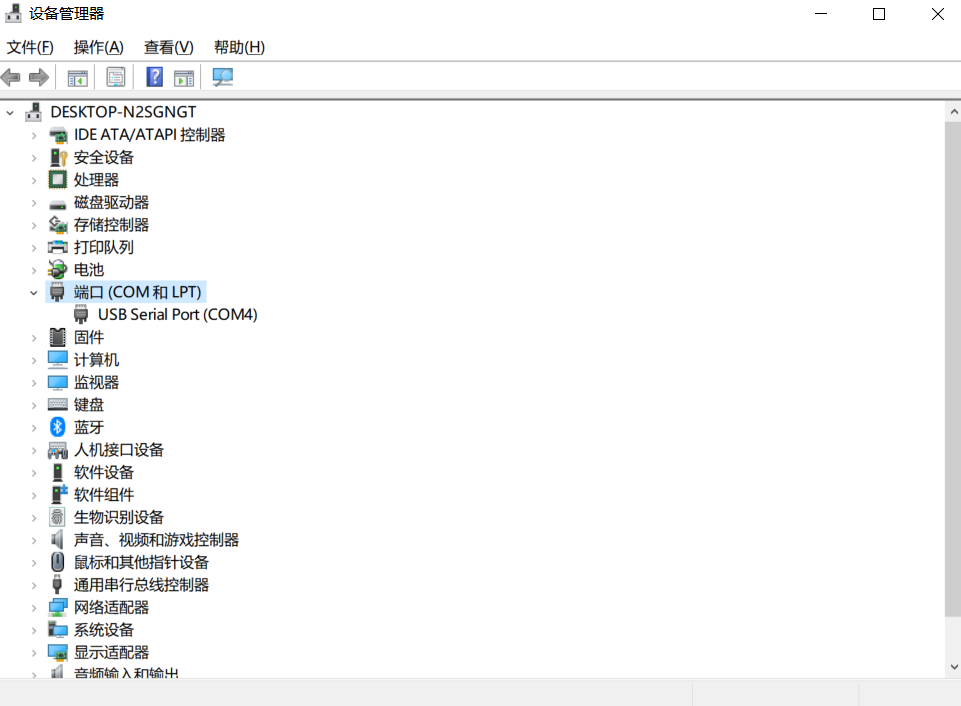 设备管理器
文件(F) 操作(A) 查看(V) 帮助(H)
DESKTOP-N2SGNGT
IDE ATA/ATAPI 控制器
安全设备
处理器
磁盘驱动器
存储控制器
打印队列
电池
端口 (COM 和 LPT)
USB Serial Port (COM4)
固件
计算机
监视器
键盘
蓝牙
人机接口设备
软件设备
软件组件
生物识别设备
声音、视频和游戏控制器
鼠标和其他指针设备
通用串行总线控制器
网络适配器
系统设备
显示适配器
音频输入和输出